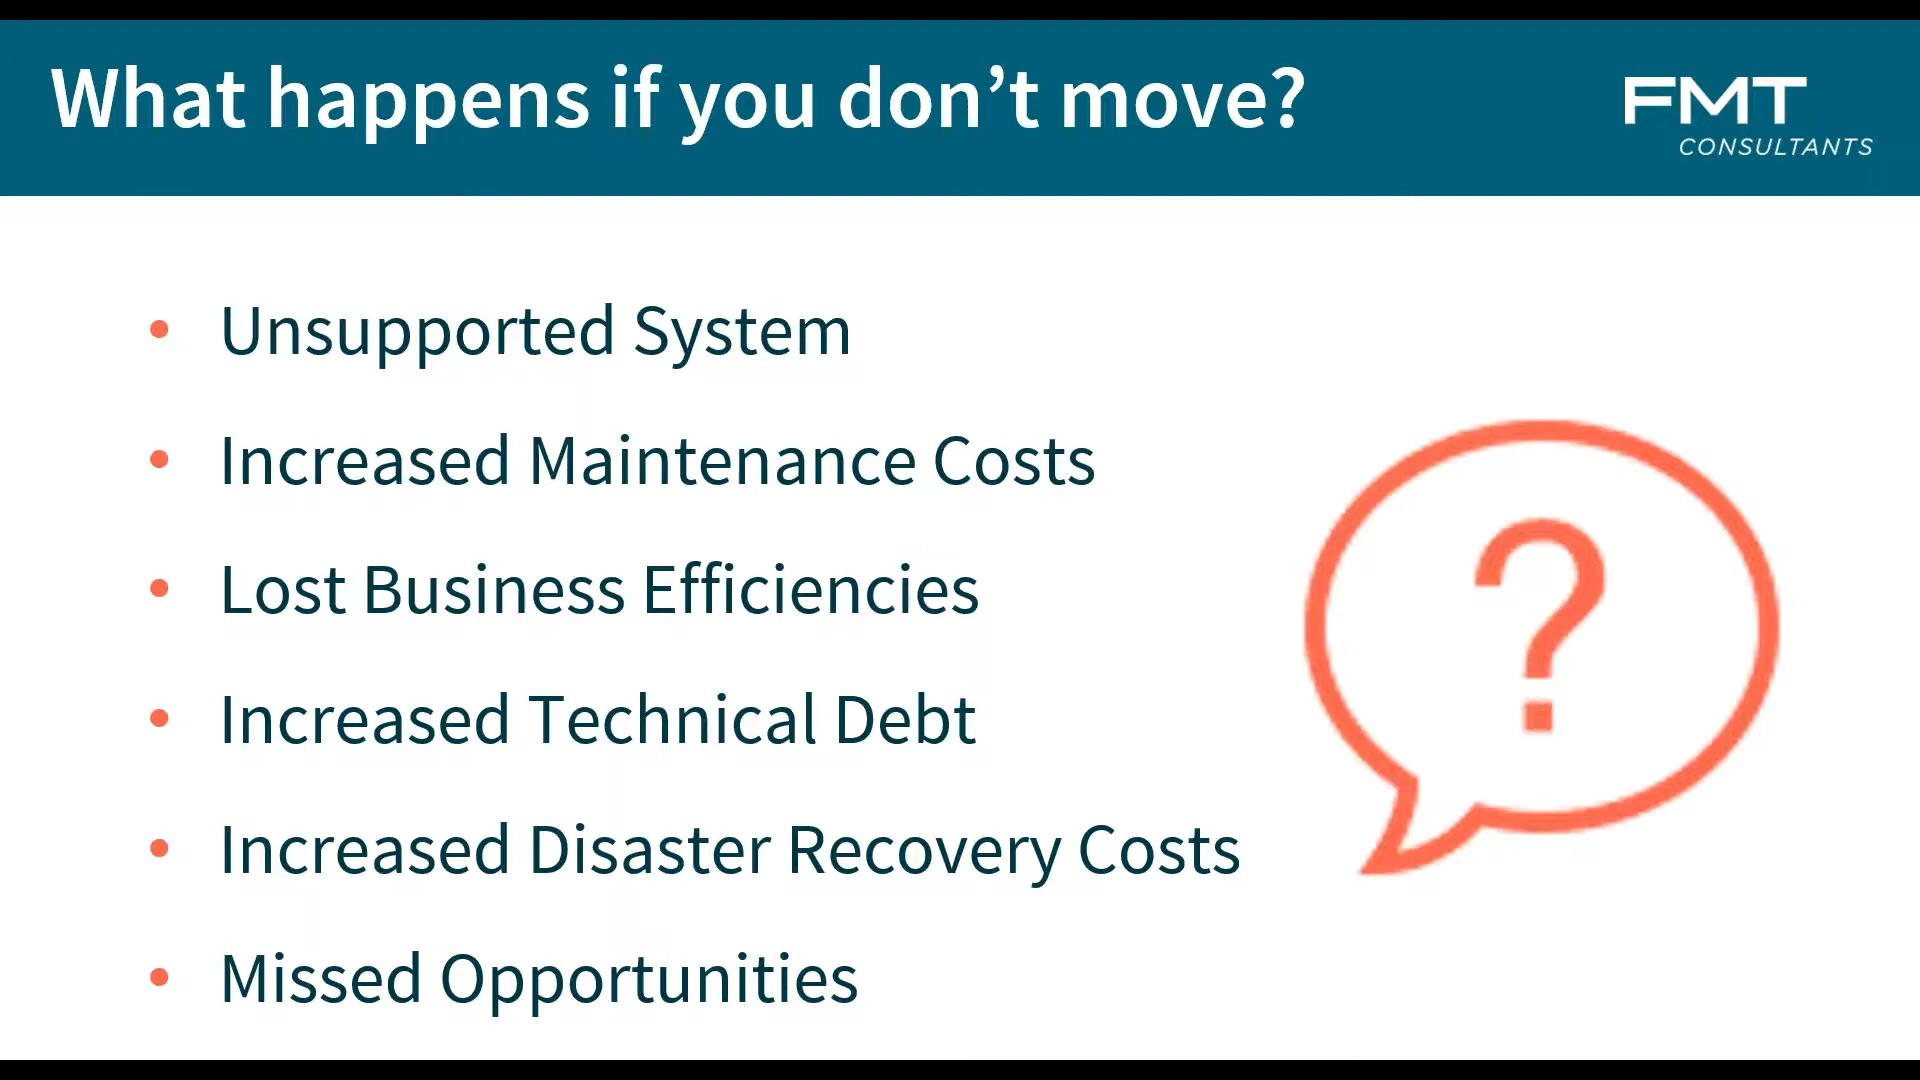 What happens if you don’t move?
FMT
CONSULTANTS
• Unsupported System
• Increased Maintenance Costs
• Lost Business Efficiencies
• Increased Technical Debt
• Increased Disaster Recovery Costs
• Missed Opportunities
?